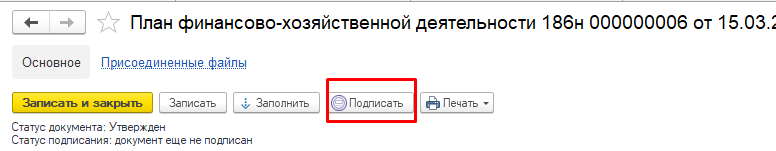 План финансово-хозяйственной деятельности 186н 000000006 от 15.03.2
Основное Присоединенные файлы
Записать и закрыть Записать Заполнить Подписать Печать
Статус документа: Утвержден
Статус подписания: документ еще не подписан